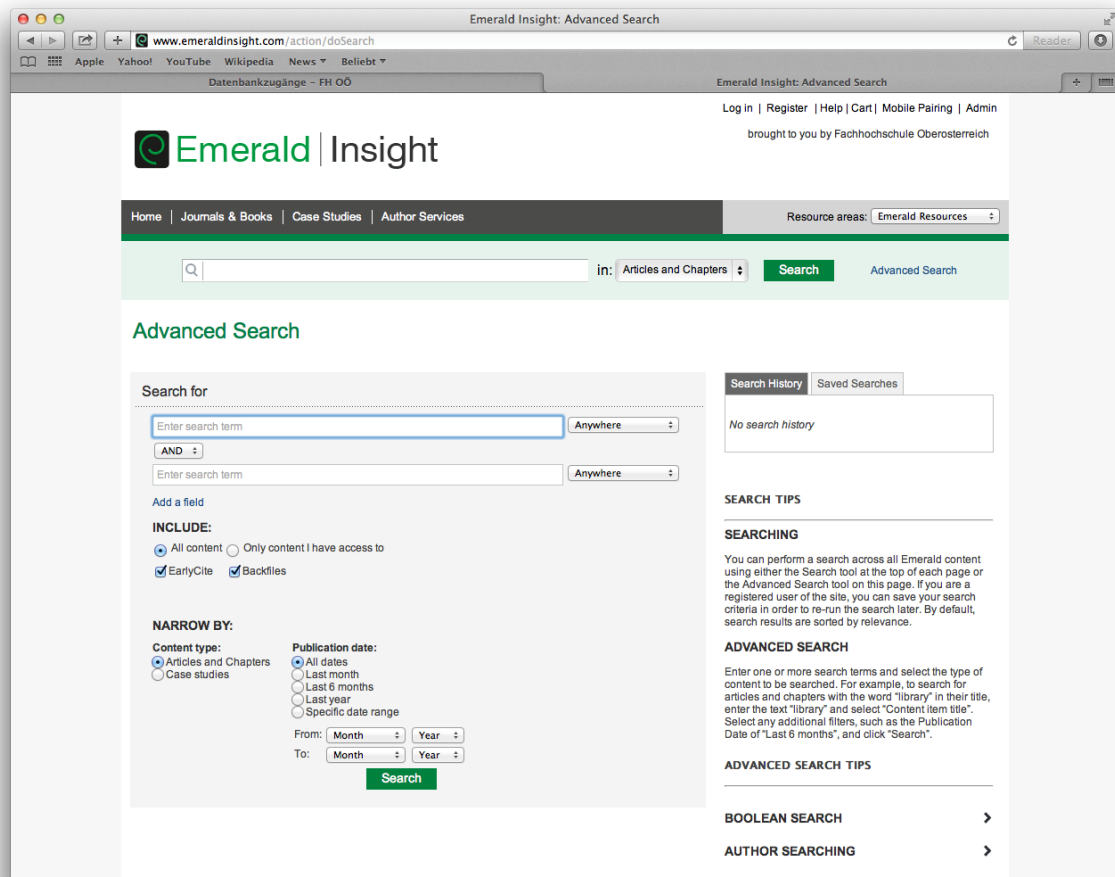 Emerald Insight: Advanced Search
www.emeraldinsight.com/action/doSearch
Reader
Apple Yahoo! YouTube Wikipedia News Beliebt
Datenbankzugänge – FH OÖ
Emerald Insight: Advanced Search
Log in | Register | Help | Cart | Mobile Pairing | Admin
brought to you by Fachhochschule Oberosterreich
Emerald | Insight
Home | Journals & Books | Case Studies | Author Services
Resource areas: Emerald Resources
in: Articles and Chapters Search Advanced Search
Advanced Search
Search for
Enter search term Anywhere
AND
Enter search term Anywhere
Add a field
INCLUDE:
All content Only content I have access to
EarlyCite Backfiles
NARROW BY:
Content type:
Articles and Chapters
Case studies
Publication date:
All dates
Last month
Last 6 months
Last year
Specific date range
From: Month Year
To: Month Year
Search
Search History Saved Searches
No search history
SEARCH TIPS
SEARCHING
You can perform a search across all Emerald content
using either the Search tool at the top of each page or
the Advanced Search tool on this page. If you are a
registered user of the site, you can save your search
criteria in order to re-run the search later. By default,
search results are sorted by relevance.
ADVANCED SEARCH
Enter one or more search terms and select the type of
content to be searched. For example, to search for
articles and chapters with the word "library" in their title,
enter the text "library" and select "Content item title".
Select any additional filters, such as the Publication
Date of "Last 6 months", and click "Search".
ADVANCED SEARCH TIPS
BOOLEAN SEARCH
AUTHOR SEARCHING